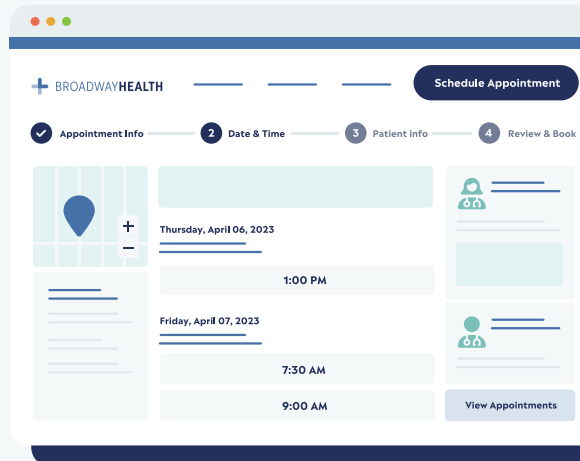 BROADWAYHEALTH
Schedule Appointment
Appointment Info
2 Date & Time
3 Patient info
4 Review & Book
Thursday, April 06, 2023
1:00 PM
Friday, April 07, 2023
7:30 AM
9:00 AM
View Appointments